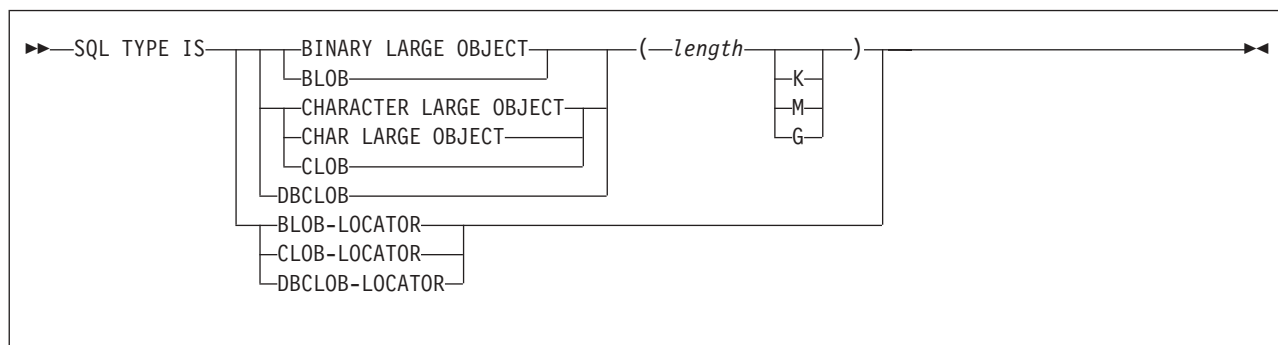 SQL TYPE IS BINARY LARGE OBJECT ( length )
BLOB K
CHARACTER LARGE OBJECT M
CHAR LARGE OBJECT G
CLOB
DBCLOB
BLOB-LOCATOR
CLOB-LOCATOR
DBCLOB-LOCATOR